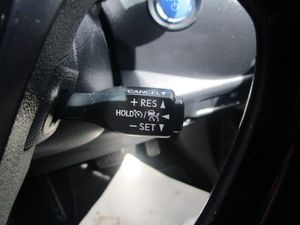 CANCEL▼
+ RES ▲
HOLD / ◄
− SET ▼